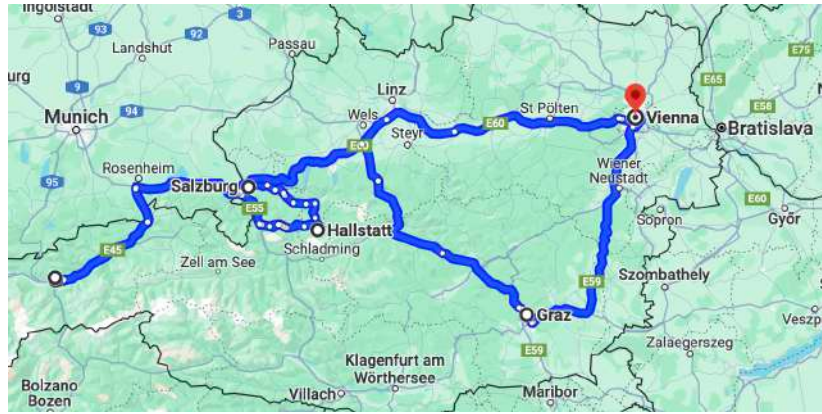 Ingolstadt
93
92
3
Passau
Landshut
E65
E75
burg
9
Linz
Munich
94
Wels
St Pölten
Vienna
E58
E60
E60
Steyr
Bratislava
Rosenheim
95
Salzburg
Wiener
Neustadt
E55
Hallstatt
E60
Sopron
Győr
E45
Schladming
Zell am See
Szombathely
E59
Graz
Veszp
E59
Zalaegerszeg
Klagenfurt am
Wörthersee
Bolzano
Bozen
Villach
Maribor